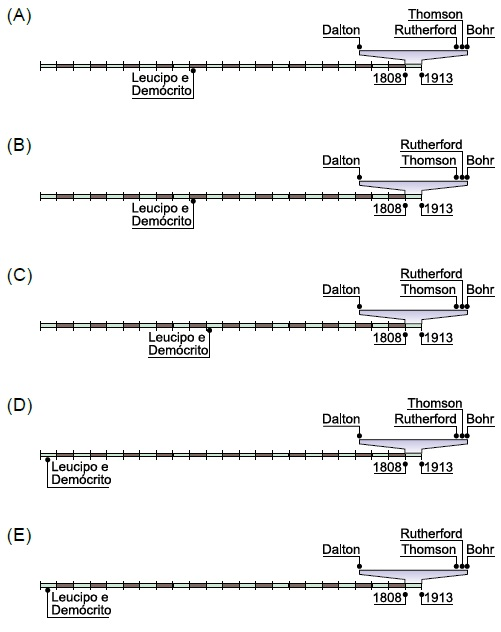 (A)
Thomson
Dalton Rutherford Bohr
Leucipo e
Demócrito
1808 1913
(B)
Rutherford
Dalton Thomson Bohr
Leucipo e
Demócrito
1808 1913
(C)
Rutherford
Dalton Thomson Bohr
Leucipo e
Demócrito
1808 1913
(D)
Thomson
Dalton Rutherford Bohr
Leucipo e
Demócrito
1808 1913
(E)
Rutherford
Dalton Thomson Bohr
Leucipo e
Demócrito
1808 1913